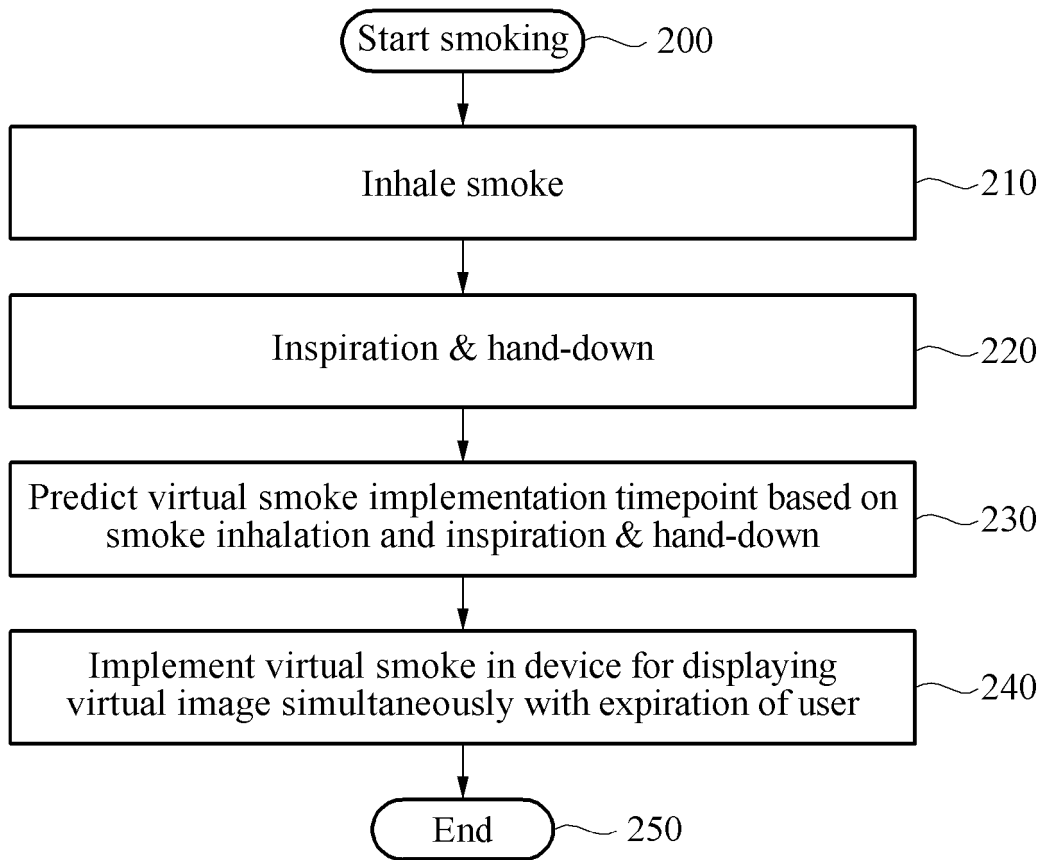 Start smoking
200
Inhale smoke
210
Inspiration & hand-down
220
Predict virtual smoke implementation timepoint based on
smoke inhalation and inspiration & hand-down
230
Implement virtual smoke in device for displaying
virtual image simultaneously with expiration of user
240
End
250